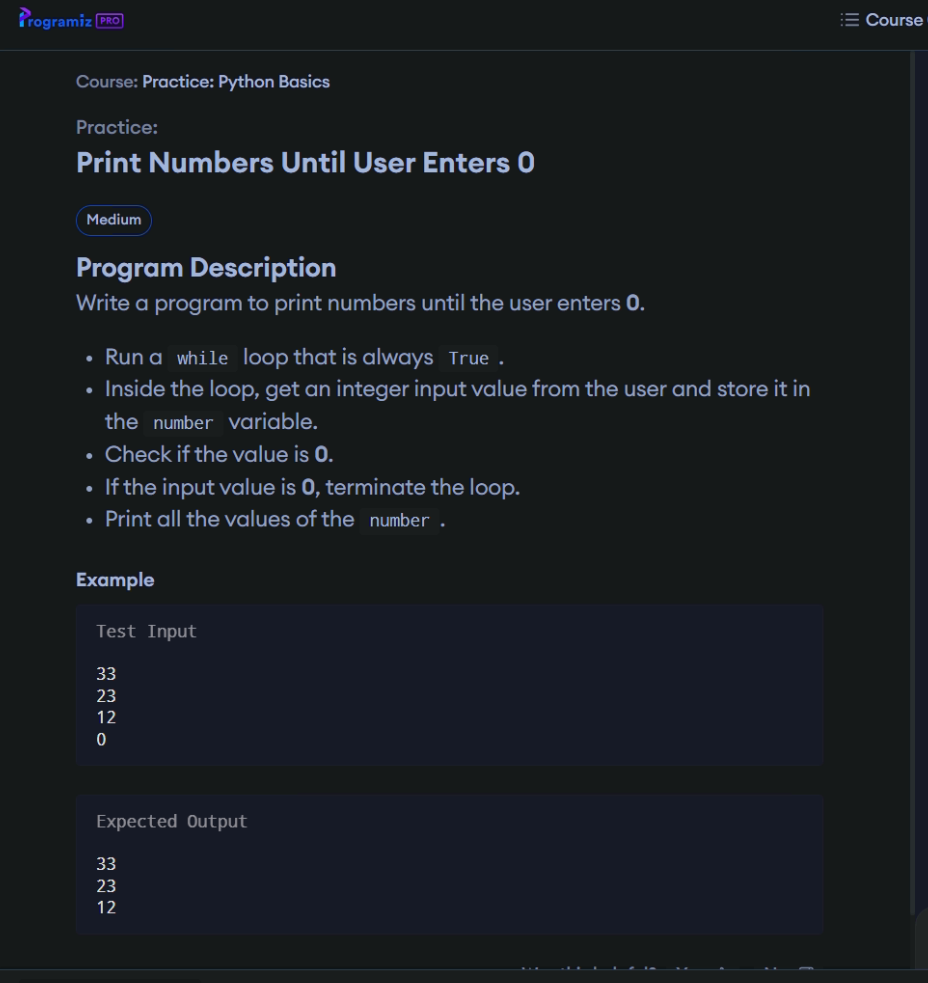 Programiz PRO
Course
Course: Practice: Python Basics
Practice:
Print Numbers Until User Enters 0
Medium
Program Description
Write a program to print numbers until the user enters 0.
• Run a while loop that is always True .
• Inside the loop, get an integer input value from the user and store it in
the number variable.
• Check if the value is 0.
• If the input value is 0, terminate the loop.
• Print all the values of the number .
Example
Test Input
33
23
12
0
Expected Output
33
23
12